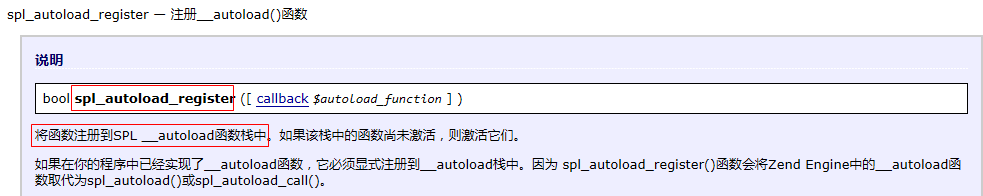 spl_autoload_register — 注册__autoload()函数
说明
bool spl_autoload_register ([ callback $autoload_function ] )
将函数注册到SPL __autoload函数栈中。如果该栈中的函数尚未激活，则激活它们。
如果在你的程序中已经实现了__autoload函数，它必须显式注册到__autoload栈中。因为 spl_autoload_register()函数会将Zend Engine中的__autoload函
数取代为spl_autoload()或spl_autoload_call()。